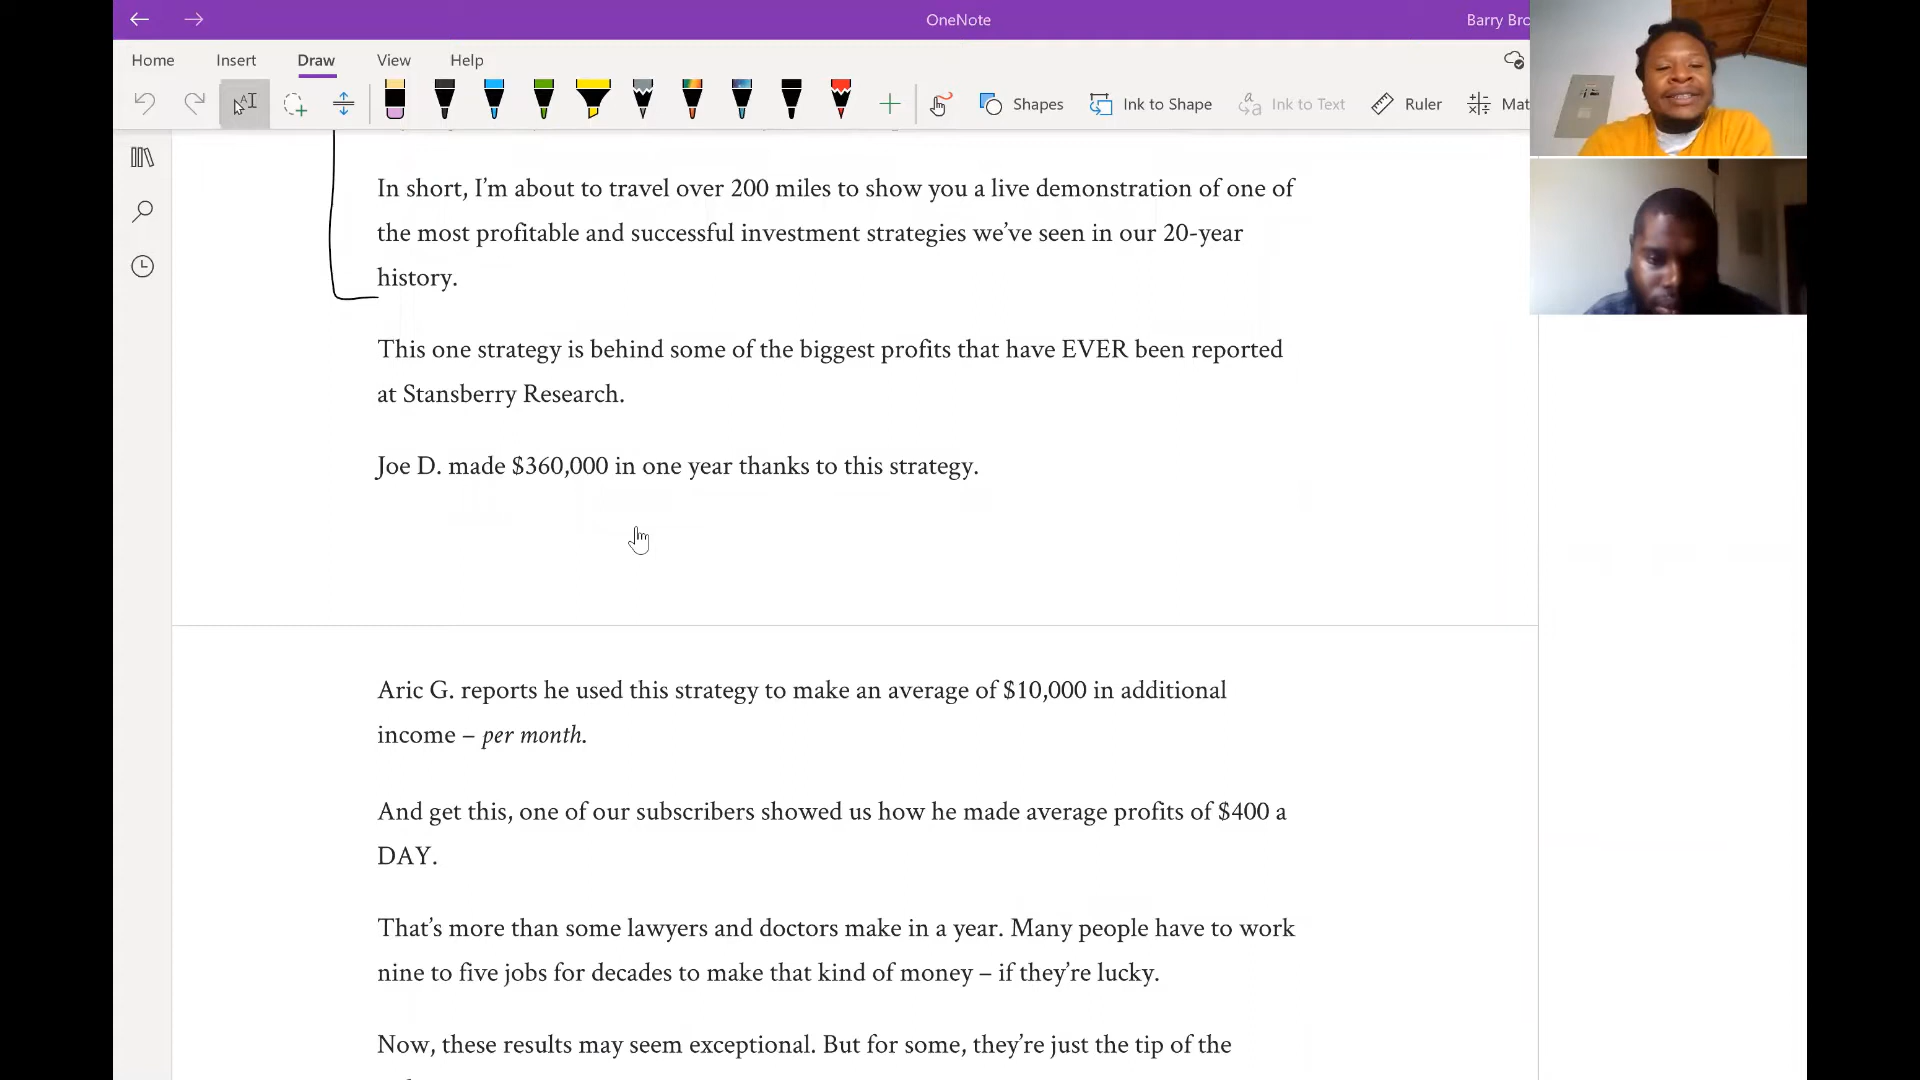 OneNote
Barry Bro
Home Insert Draw View Help
Shapes Ink to Shape Ink to Text Ruler Mat
In short, I’m about to travel over 200 miles to show you a live demonstration of one of
the most profitable and successful investment strategies we’ve seen in our 20-year
history.
This one strategy is behind some of the biggest profits that have EVER been reported
at Stansberry Research.
Joe D. made $360,000 in one year thanks to this strategy.
Aric G. reports he used this strategy to make an average of $10,000 in additional
income – per month.
And get this, one of our subscribers showed us how he made average profits of $400 a
DAY.
That’s more than some lawyers and doctors make in a year. Many people have to work
nine to five jobs for decades to make that kind of money – if they’re lucky.
Now, these results may seem exceptional. But for some, they’re just the tip of the